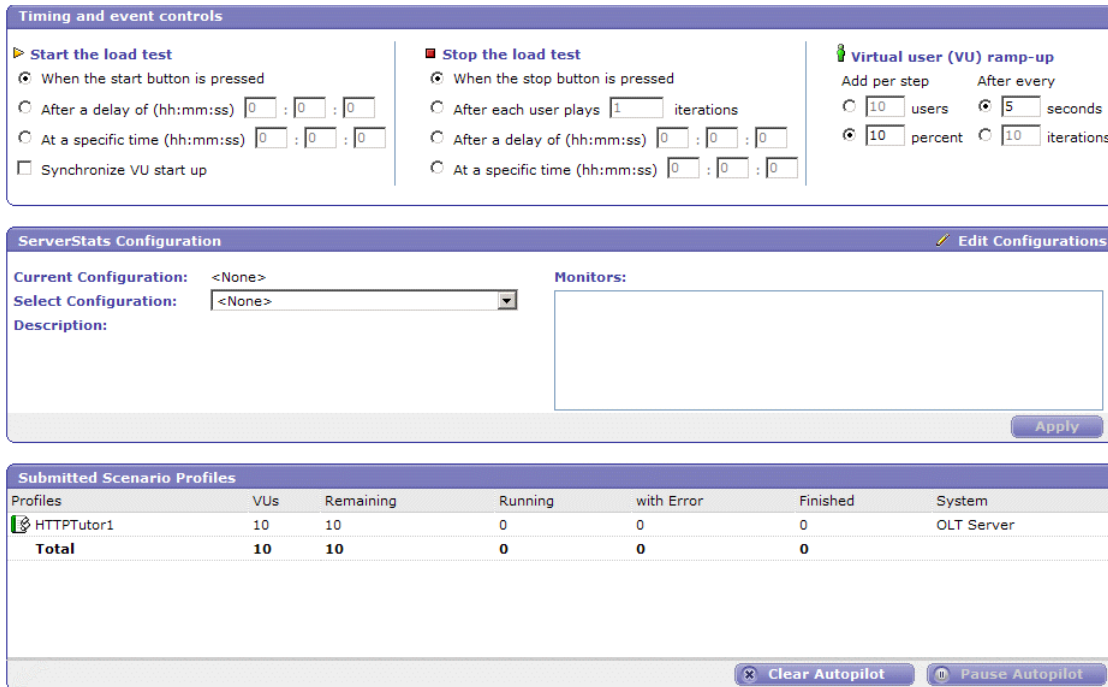 Timing and event controls
Start the load test
When the start button is pressed
After a delay of (hh:mm:ss) 0 : 0 : 0
At a specific time (hh:mm:ss) 0 : 0 : 0
Synchronize VU start up
Stop the load test
When the stop button is pressed
After each user plays 1 iterations
After a delay of (hh:mm:ss) 0 : 0 : 0
At a specific time (hh:mm:ss) 0 : 0 : 0
Virtual user (VU) ramp-up
Add per step After every
10 users 5 seconds
10 percent 10 iterations
ServerStats Configuration Edit Configurations
Current Configuration: <None>
Select Configuration: <None>
Description:
Monitors:
Apply
Submitted Scenario Profiles
Profiles VUs Remaining Running with Error Finished System
HTTPTutor1 10 10 0 0 0 OLT Server
Total 10 10 0 0 0
Clear Autopilot Pause Autopilot